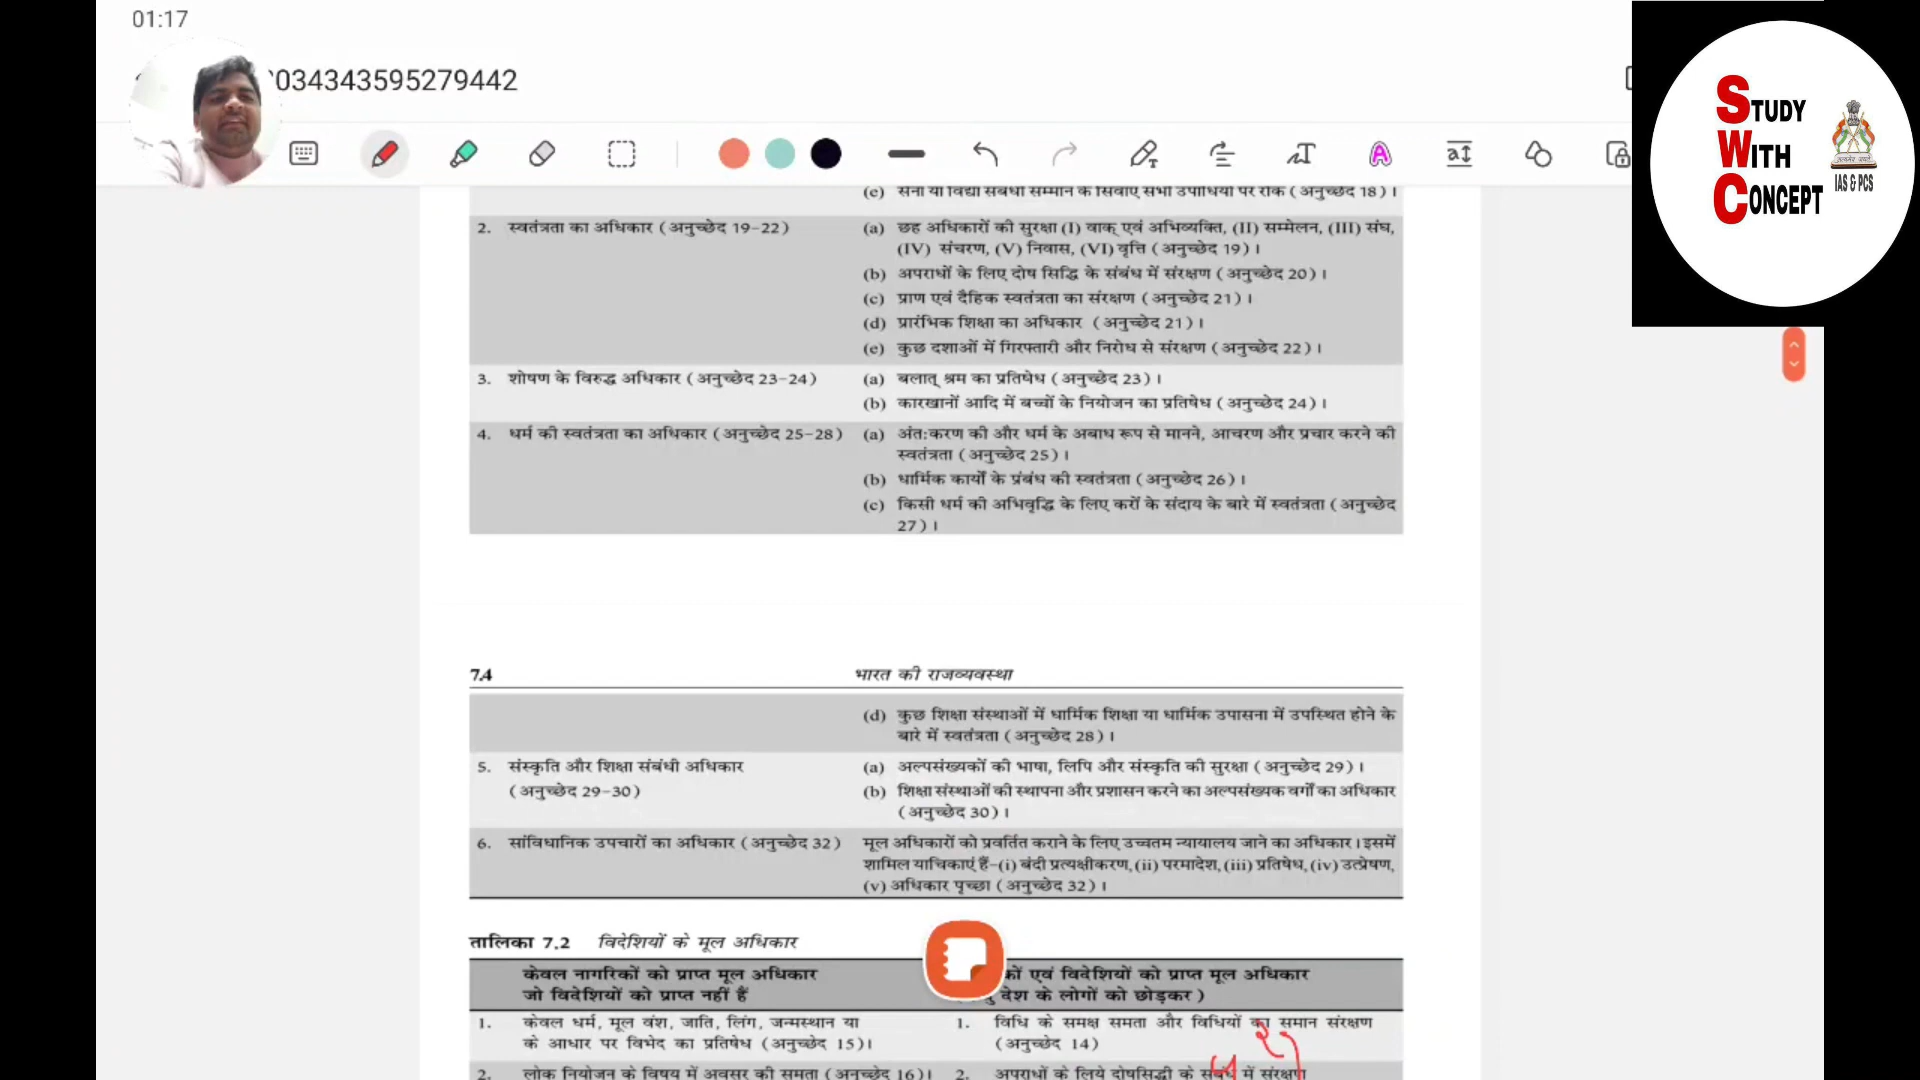 01:17
034343595279442
STUDY
WITH
CONCEPT
IAS & PCS
(e) सेना या विद्या संबंधी सम्मान के सिवाए सभी उपाधियों पर रोक (अनुच्छेद 18)।
2. स्वतंत्रता का अधिकार (अनुच्छेद 19-22)
(a) छह अधिकारों की सुरक्षा (I) वाक् एवं अभिव्यक्ति, (II) सम्मेलन, (III) संघ,
(IV) संचरण, (V) निवास, (VI) वृत्ति (अनुच्छेद 19)।
(b) अपराधों के लिए दोष सिद्धि के संबंध में संरक्षण (अनुच्छेद 20)।
(c) प्राण एवं दैहिक स्वतंत्रता का संरक्षण (अनुच्छेद 21)।
(d) प्रारंभिक शिक्षा का अधिकार (अनुच्छेद 21)।
(e) कुछ दशाओं में गिरफ्तारी और निरोध से संरक्षण (अनुच्छेद 22)।
3. शोषण के विरुद्ध अधिकार (अनुच्छेद 23-24)
(a) बलात् श्रम का प्रतिषेध (अनुच्छेद 23)।
(b) कारखानों आदि में बच्चों के नियोजन का प्रतिषेध (अनुच्छेद 24)।
4. धर्म की स्वतंत्रता का अधिकार (अनुच्छेद 25-28)
(a) अंत:करण की और धर्म के अबाध रूप से मानने, आचरण और प्रचार करने की
स्वतंत्रता (अनुच्छेद 25)।
(b) धार्मिक कार्यों के प्रंबंध की स्वतंत्रता (अनुच्छेद 26)।
(c) किसी धर्म की अभिवृद्धि के लिए करों के संदाय के बारे में स्वतंत्रता (अनुच्छेद
27)।
7.4 भारत की राजव्यवस्था
(d) कुछ शिक्षा संस्थाओं में धार्मिक शिक्षा या धार्मिक उपासना में उपस्थित होने के
बारे में स्वतंत्रता (अनुच्छेद 28)।
5. संस्कृति और शिक्षा संबंधी अधिकार
(अनुच्छेद 29-30)
(a) अल्पसंख्यकों की भाषा, लिपि और संस्कृति की सुरक्षा (अनुच्छेद 29)।
(b) शिक्षा संस्थाओं की स्थापना और प्रशासन करने का अल्पसंख्यक वर्गों का अधिकार
(अनुच्छेद 30)।
6. सांविधानिक उपचारों का अधिकार (अनुच्छेद 32)
मूल अधिकारों को प्रवर्तित कराने के लिए उच्चतम न्यायालय जाने का अधिकार। इसमें
शामिल याचिकाएं हैं-(i) बंदी प्रत्यक्षीकरण, (ii) परमादेश, (iii) प्रतिषेध, (iv) उत्प्रेषण,
(v) अधिकार पृच्छा (अनुच्छेद 32)।
तालिका 7.2 विदेशियों के मूल अधिकार
केवल नागरिकों को प्राप्त मूल अधिकार
जो विदेशियों को प्राप्त नहीं हैं
एवं विदेशियों को प्राप्त मूल अधिकार
देश के लोगों को छोड़कर)
1. केवल धर्म, मूल वंश, जाति, लिंग, जन्मस्थान या
के आधार पर विभेद का प्रतिषेध (अनुच्छेद 15)।
1. विधि के समक्ष समता और विधियों का समान संरक्षण
(अनुच्छेद 14)
2. लोक नियोजन के विषय में अवसर की समता (अनुच्छेद 16)।
2. अपराधों के लिये दोषसिद्धी के संबंध में संरक्षण